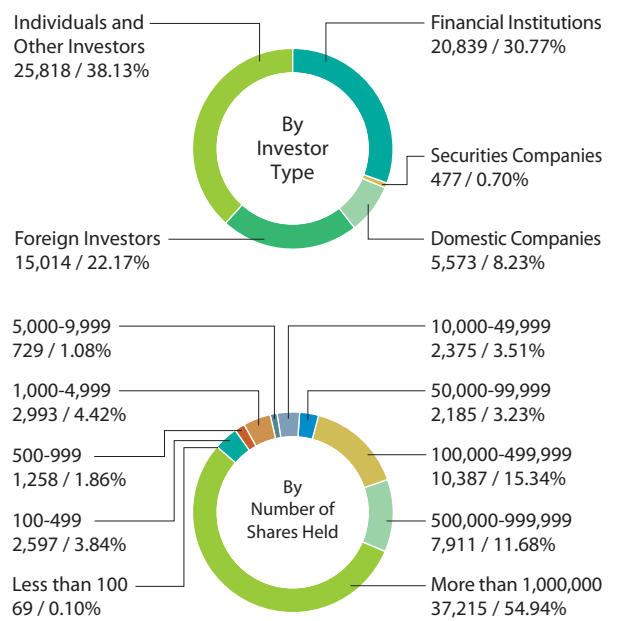 Individuals and
Other Investors
25,818 / 38.13%
Financial Institutions
20,839 / 30.77%
By
Investor
Type
Securities Companies
477 / 0.70%
Foreign Investors
15,014 / 22.17%
Domestic Companies
5,573 / 8.23%
5,000-9,999
729 / 1.08%
10,000-49,999
2,375 / 3.51%
1,000-4,999
2,993 / 4.42%
50,000-99,999
2,185 / 3.23%
500-999
1,258 / 1.86%
100,000-499,999
10,387 / 15.34%
By
Number of
Shares Held
100-499
2,597 / 3.84%
500,000-999,999
7,911 / 11.68%
Less than 100
69 / 0.10%
More than 1,000,000
37,215 / 54.94%